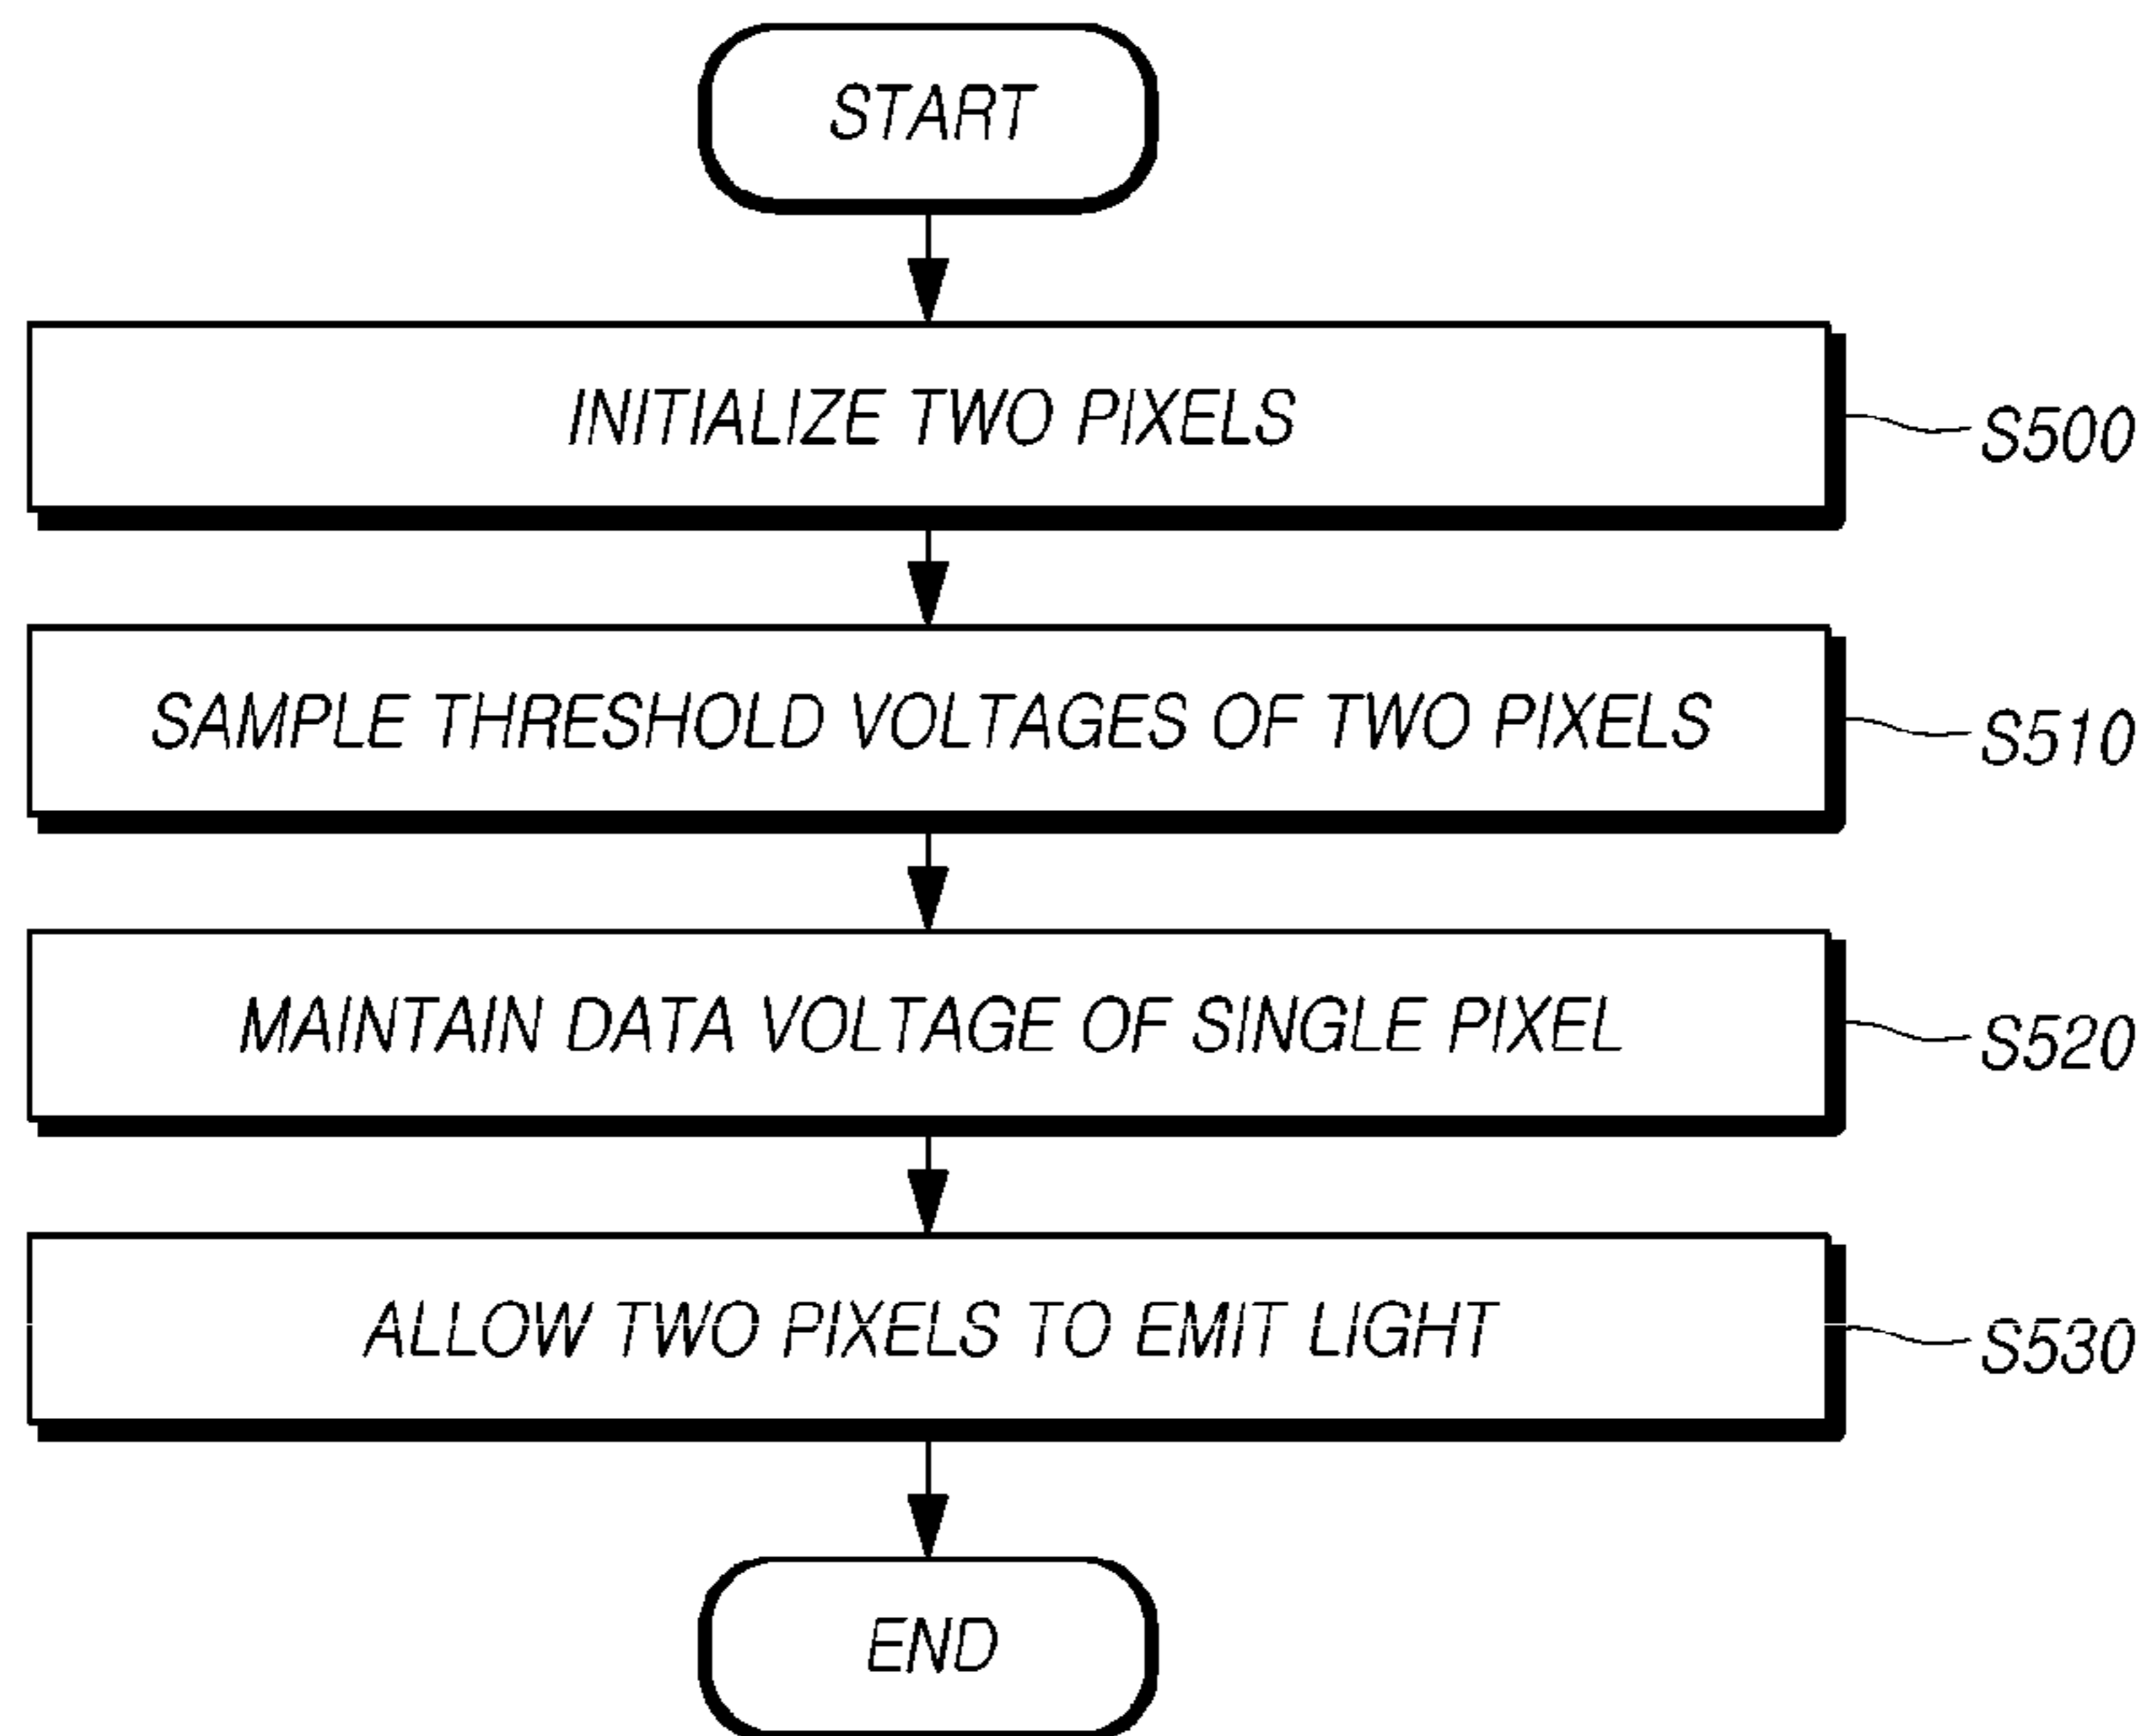 START
INITIALIZE TWO PIXELS
S500
SAMPLE THRESHOLD VOLTAGES OF TWO PIXELS
S510
MAINTAIN DATA VOLTAGE OF SINGLE PIXEL
S520
ALLOW TWO PIXELS TO EMIT LIGHT
S530
END